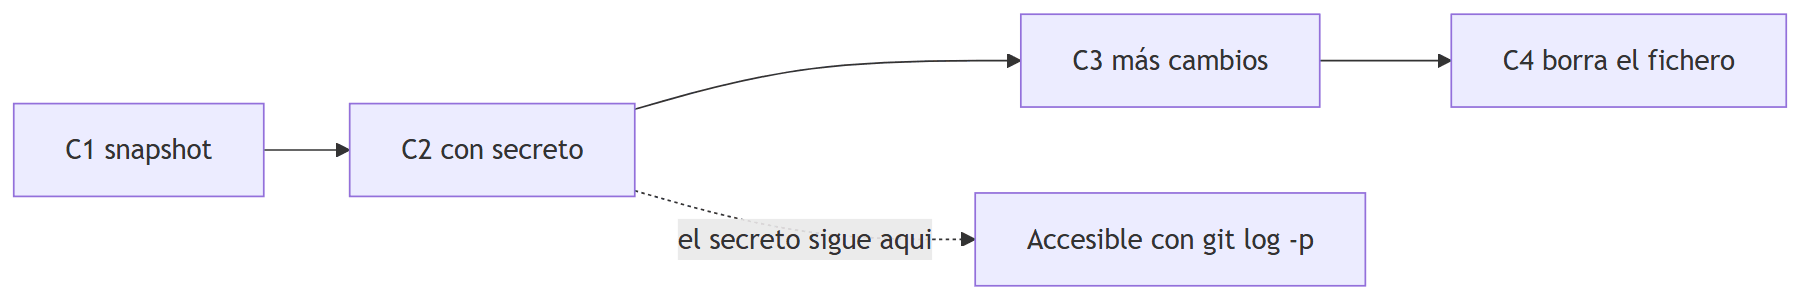 C1 snapshot
C2 con secreto
C3 más cambios
C4 borra el fichero
el secreto sigue aqui
Accesible con git log -p